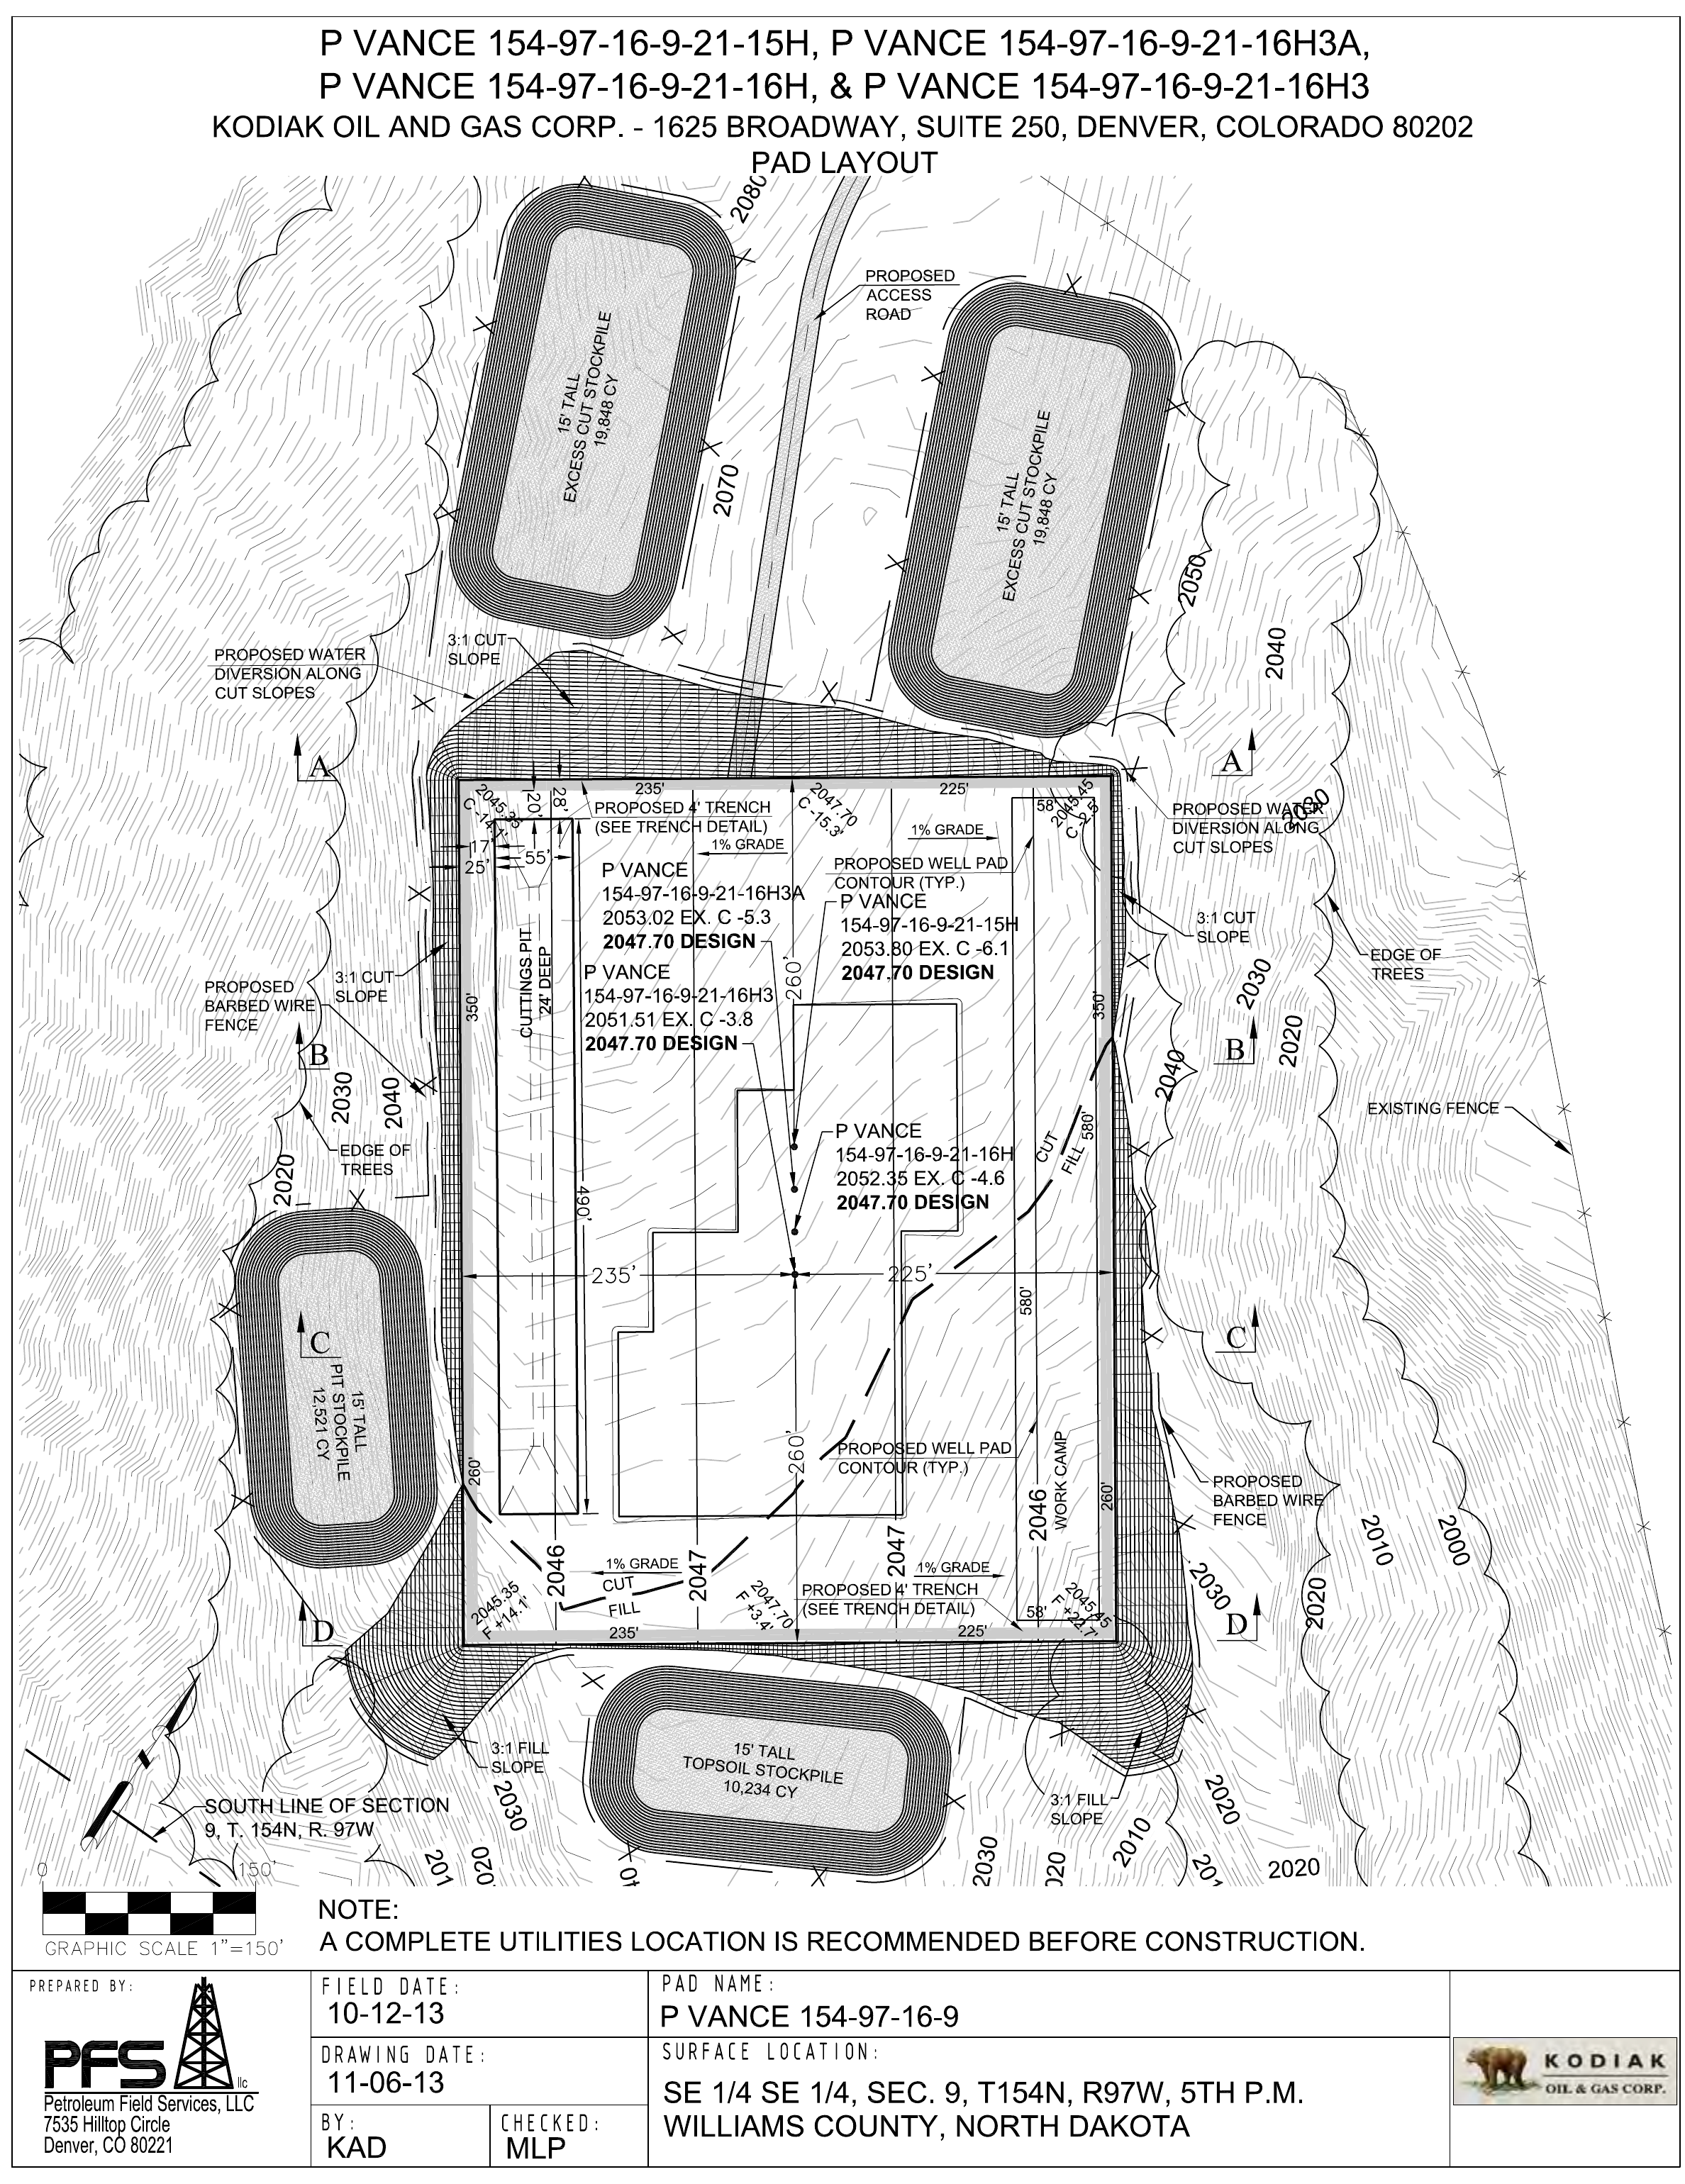 P VANCE 154-97-16-9-21-15H, P VANCE 154-97-16-9-21-16H3A,
P VANCE 154-97-16-9-21-16H, & P VANCE 154-97-16-9-21-16H3
KODIAK OIL AND GAS CORP. - 1625 BROADWAY, SUITE 250, DENVER, COLORADO 80202
PAD LAYOUT
2080
PROPOSED
ACCESS
ROAD
15' TALL
EXCESS CUT STOCKPILE
19,848 CY
2070
15' TALL
EXCESS CUT STOCKPILE
19,848 CY
2050
2040
3:1 CUT
SLOPE
PROPOSED WATER
DIVERSION ALONG
CUT SLOPES
A
A
2030
PROPOSED WATER
DIVERSION ALONG
CUT SLOPES
235'
225'
2045.35
C -14.1'
20'
28'
2047.70
C -15.3'
58'
2045.45
C -2.5'
PROPOSED 4' TRENCH
(SEE TRENCH DETAIL)
1% GRADE
1% GRADE
17'
55'
25'
PROPOSED WELL PAD
CONTOUR (TYP.)
P VANCE
154-97-16-9-21-16H3A
2053.02 EX. C -5.3
2047.70 DESIGN
P VANCE
154-97-16-9-21-15H
2053.80 EX. C -6.1
2047.70 DESIGN
P VANCE
154-97-16-9-21-16H3
2051.51 EX. C -3.8
2047.70 DESIGN
CUTTINGS PIT
24' DEEP
260'
350'
350'
3:1 CUT
SLOPE
3:1 CUT
SLOPE
EDGE OF
TREES
PROPOSED
BARBED WIRE
FENCE
B
B
2030
2020
2040
2030
2040
EXISTING FENCE
EDGE OF
TREES
2020
P VANCE
154-97-16-9-21-16H
2052.35 EX. C -4.6
2047.70 DESIGN
CUT
FILL
580'
490'
235'
225'
580'
C
C
15' TALL
PIT STOCKPILE
12,521 CY
260'
260'
260'
PROPOSED WELL PAD
CONTOUR (TYP.)
WORK CAMP
2046
PROPOSED
BARBED WIRE
FENCE
2010
2000
2046
2047
2047
1% GRADE
1% GRADE
CUT
FILL
2045.35
F +14.1'
2047.70
F +3.4'
PROPOSED 4' TRENCH
(SEE TRENCH DETAIL)
2045.45
F +22.7'
58'
235'
225'
2030
2020
D
D
3:1 FILL
SLOPE
2030
15' TALL
TOPSOIL STOCKPILE
10,234 CY
3:1 FILL
SLOPE
2020
2010
SOUTH LINE OF SECTION
9, T. 154N, R. 97W
201
020
2030
020
201
2020
0
150'
GRAPHIC SCALE 1"=150'
NOTE:
A COMPLETE UTILITIES LOCATION IS RECOMMENDED BEFORE CONSTRUCTION.
PREPARED BY:
PFS
llc
Petroleum Field Services, LLC
7535 Hilltop Circle
Denver, CO 80221
FIELD DATE:
10-12-13
DRAWING DATE:
11-06-13
BY:
KAD
CHECKED:
MLP
PAD NAME:
P VANCE 154-97-16-9
SURFACE LOCATION:
SE 1/4 SE 1/4, SEC. 9, T154N, R97W, 5TH P.M.
WILLIAMS COUNTY, NORTH DAKOTA
KODIAK
OIL & GAS CORP.